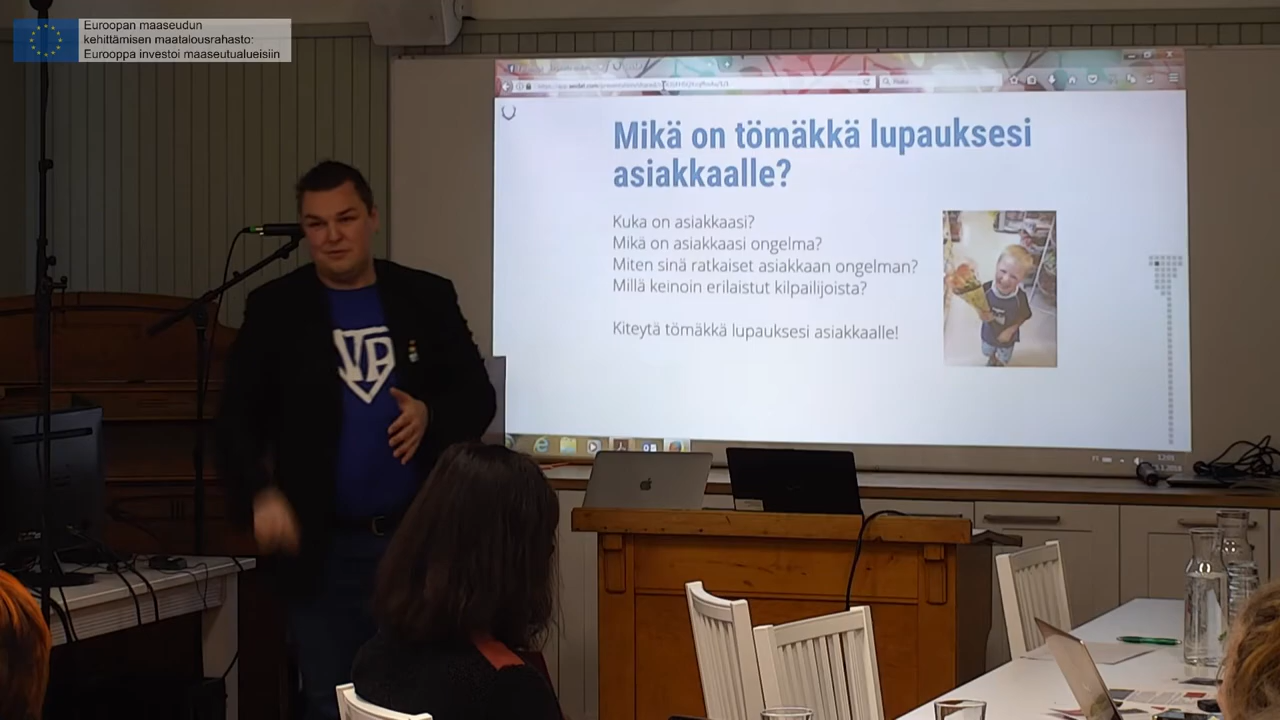 Euroopan maaseudun
kehittämisen maatalousrahasto:
Eurooppa investoi maaseutualueisiin
Mikä on tömäkkä lupauksesi
asiakkaalle?
Kuka on asiakkaasi?
Mikä on asiakkaasi ongelma?
Miten sinä ratkaiset asiakkaan ongelman?
Millä keinoin erilaistut kilpailijoista?
Kiteytä tömäkkä lupauksesi asiakkaalle!
VA